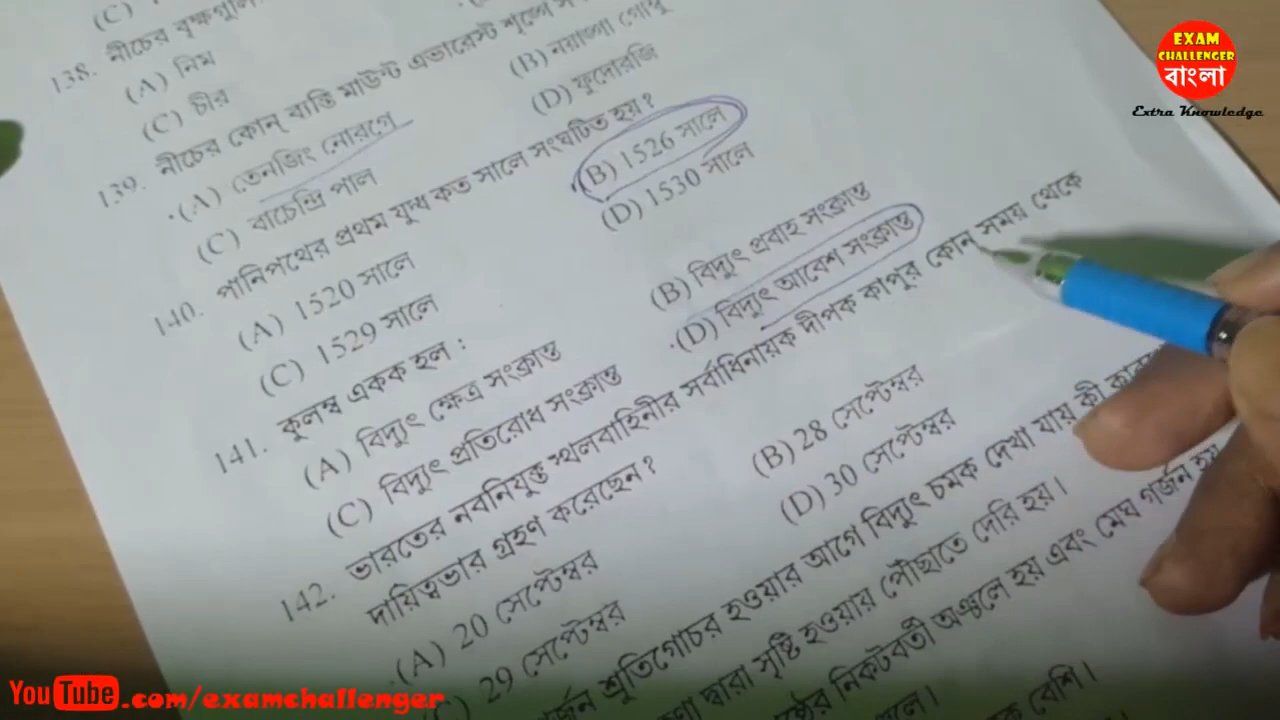 (C)
138. নীচের বৃক্ষগুলি
(A) নিম
(C) চীর
139. নীচের কোন্ ব্যক্তি মাউন্ট এভারেস্ট শৃঙ্গে
(A) তেনজিং নোরগে
(B) নয়াঙ্গা গোম্বু
(C) বাচেন্দ্রি পাল
(D) ফুদোরজি
140. পানিপথের প্রথম যুদ্ধ কত সালে সংঘটিত হয়?
(A) 1520 সালে
(B) 1526 সালে
(C) 1529 সালে
(D) 1530 সালে
141. কুলম্ব একক হল :
(A) বিদ্যুৎ ক্ষেত্র সংক্রান্ত
(B) বিদ্যুৎ প্রবাহ সংক্রান্ত
(C) বিদ্যুৎ প্রতিরোধ সংক্রান্ত
(D) বিদ্যুৎ আবেশ সংক্রান্ত
142. ভারতের নবনিযুক্ত স্থলবাহিনীর সর্বাধিনায়ক দীপক কাপুর কোন্ সময় থেকে
দায়িত্বভার গ্রহণ করেছেন?
(A) 20 সেপ্টেম্বর
(B) 28 সেপ্টেম্বর
29 সেপ্টেম্বর
(D) 30 সেপ্টেম্বর
গর্জন শ্রুতিগোচর হওয়ার আগে বিদ্যুৎ চমক দেখা যায় কী
দ্বারা সৃষ্টি হওয়ার পৌঁছাতে দেরি হয়।
নিকটবর্তী অঞ্চলে হয় এবং মেঘ গর্জন হয়
বেশি।
EXAM
CHALLENGER
বাংলা
Extra Knowledge
YouTube.com/examchallenger